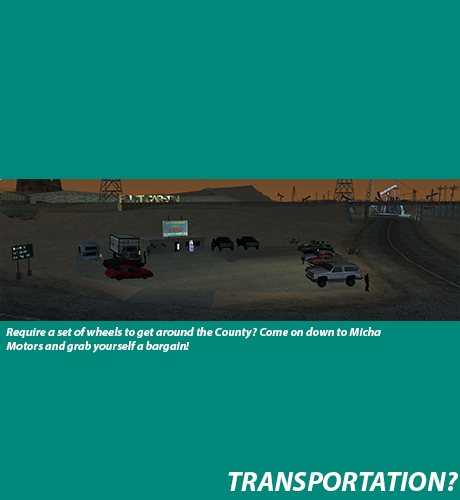 Require a set of wheels to get around the County? Come on down to Micha
Motors and grab yourself a bargain!
TRANSPORTATION?